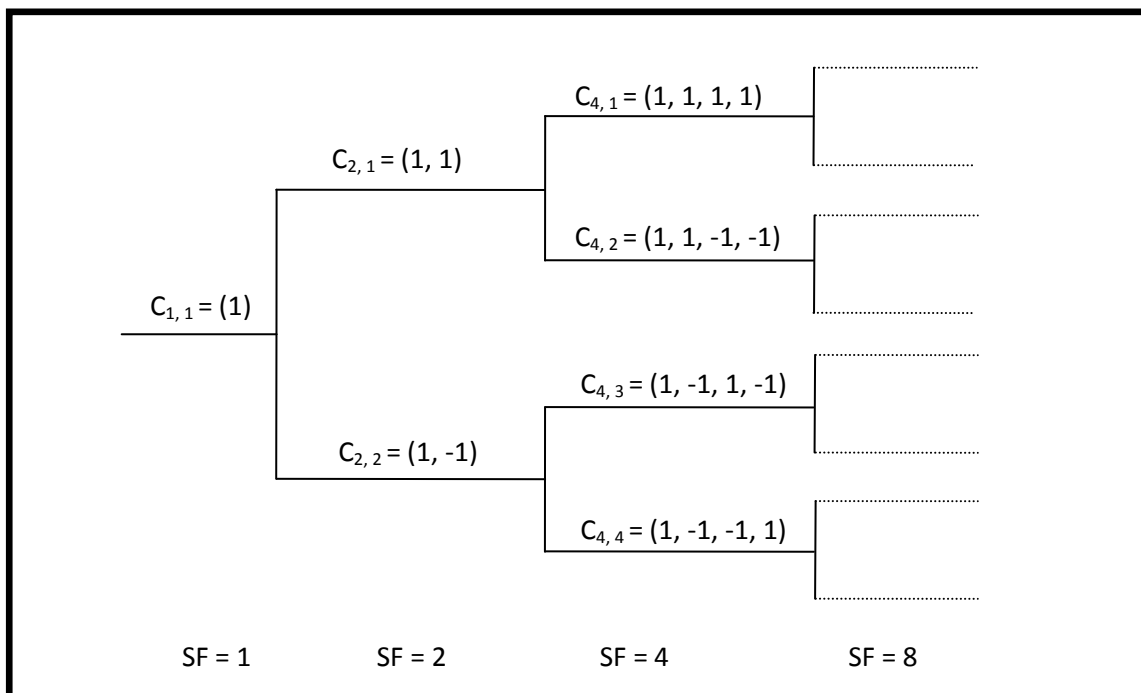 C4, 1 = (1, 1, 1, 1)
C2, 1 = (1, 1)
C4, 2 = (1, 1, -1, -1)
C1, 1 = (1)
C4, 3 = (1, -1, 1, -1)
C2, 2 = (1, -1)
C4, 4 = (1, -1, -1, 1)
SF = 1 SF = 2 SF = 4 SF = 8